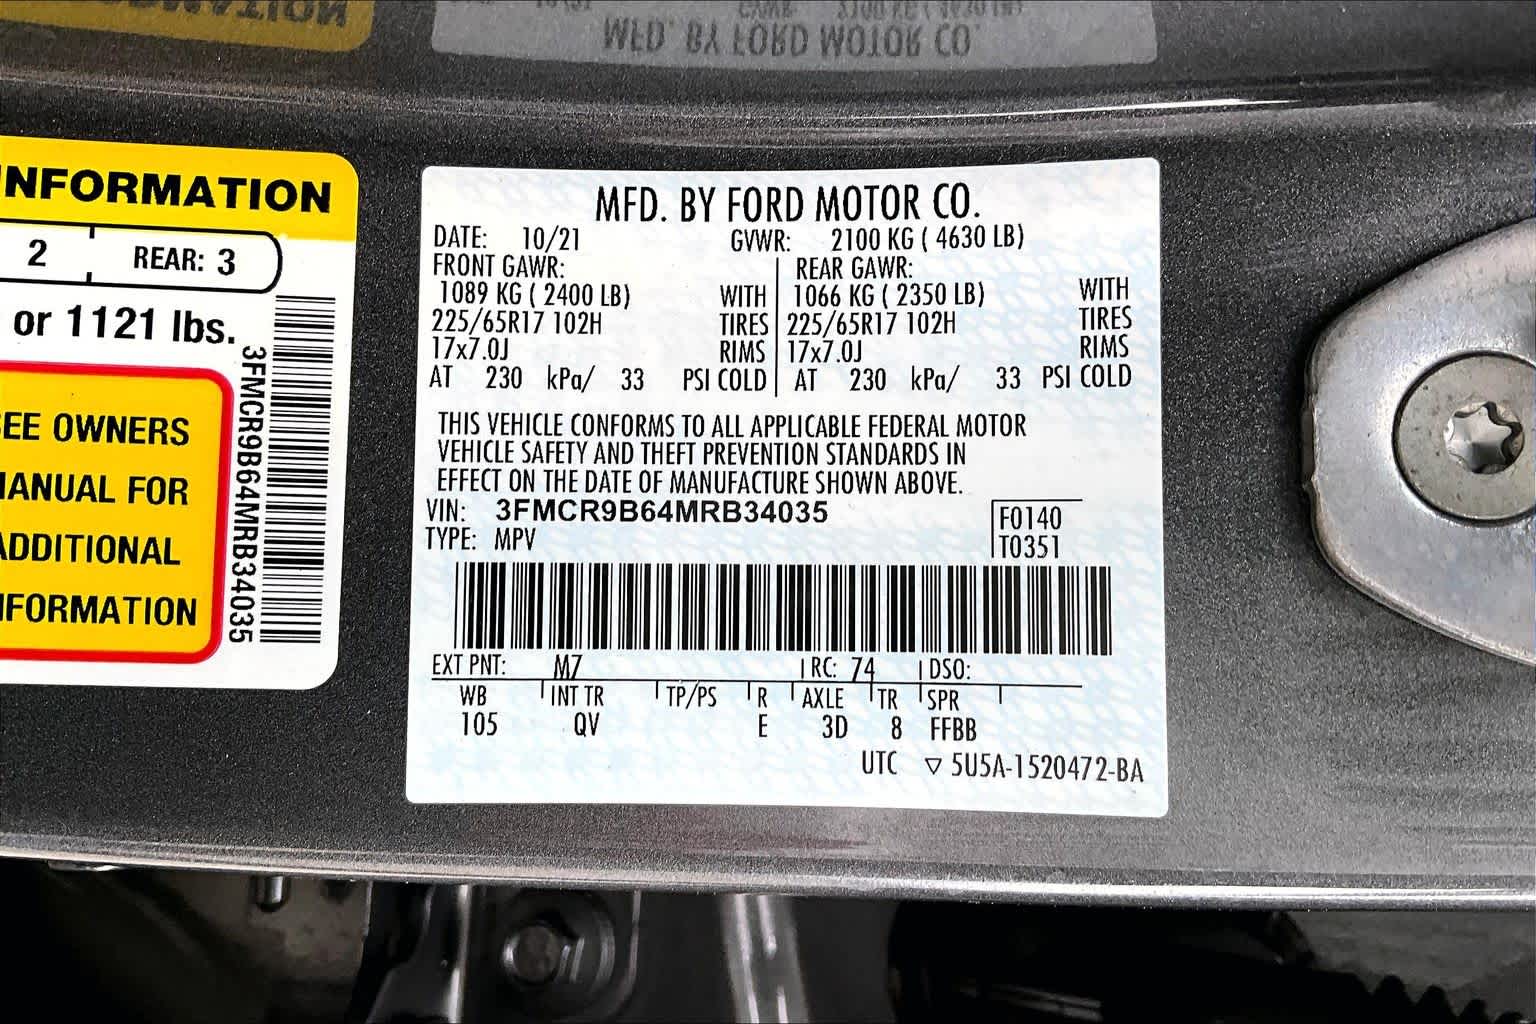 INFORMATION
2 REAR: 3
or 1121 lbs.
SEE OWNERS
MANUAL FOR
ADDITIONAL
INFORMATION
3FMCR9B64MRB34035
MFD. BY FORD MOTOR CO.
DATE: 10/21 GVWR: 2100 KG ( 4630 LB)
FRONT GAWR: REAR GAWR:
1089 KG ( 2400 LB) WITH 1066 KG ( 2350 LB) WITH
225/65R17 102H TIRES 225/65R17 102H TIRES
17x7.0J RIMS 17x7.0J RIMS
AT 230 kPa/ 33 PSI COLD AT 230 kPa/ 33 PSI COLD
THIS VEHICLE CONFORMS TO ALL APPLICABLE FEDERAL MOTOR
VEHICLE SAFETY AND THEFT PREVENTION STANDARDS IN
EFFECT ON THE DATE OF MANUFACTURE SHOWN ABOVE.
VIN: 3FMCR9B64MRB34035 F0140
TYPE: MPV T0351
EXT PNT: M7 RC: 74 DSO:
WB INT TR TP/PS R AXLE TR SPR
105 QV E 3D 8 FFBB
UTC ▽ 5U5A-1520472-BA